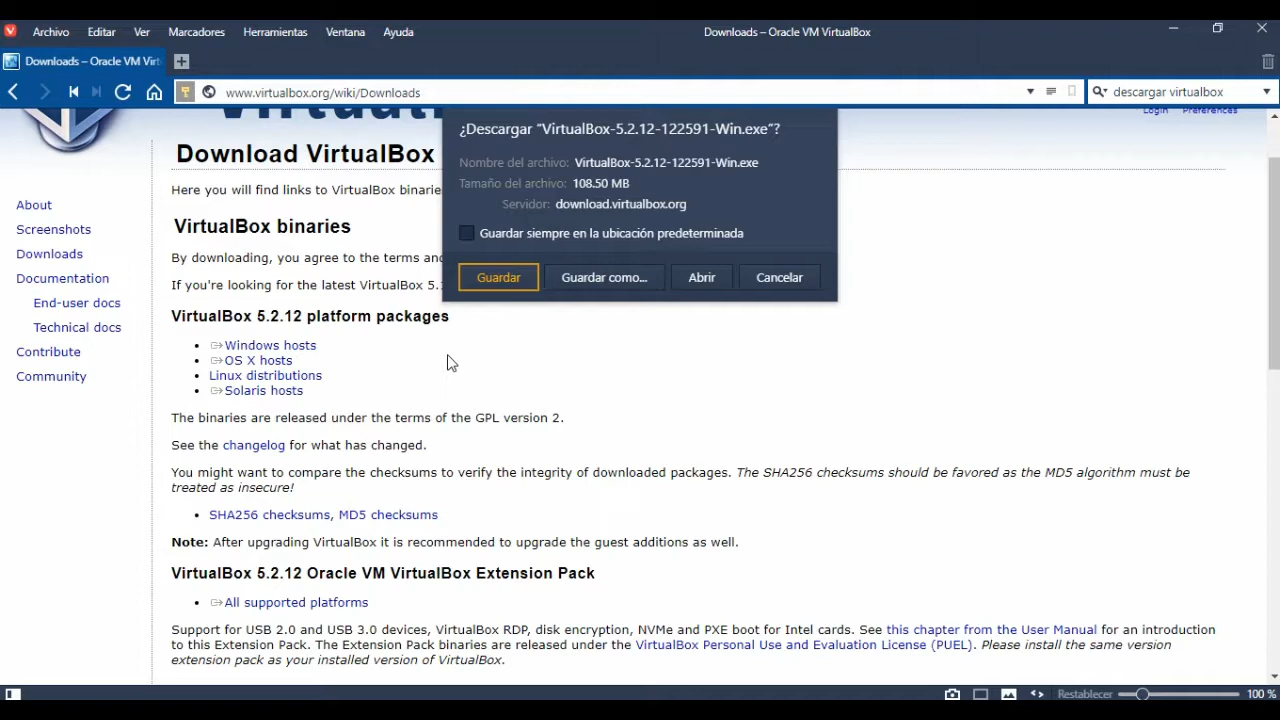 Archivo Editar Ver Marcadores Herramientas Ventana Ayuda Downloads – Oracle VM VirtualBox
Downloads – Oracle VM Virt
www.virtualbox.org/wiki/Downloads descargar virtualbox
Login Preferences
¿Descargar "VirtualBox-5.2.12-122591-Win.exe"?
Nombre del archivo: VirtualBox-5.2.12-122591-Win.exe
Tamaño del archivo: 108.50 MB
Servidor: download.virtualbox.org
Guardar siempre en la ubicación predeterminada
Guardar Guardar como... Abrir Cancelar
About
Screenshots
Downloads
Documentation
End-user docs
Technical docs
Contribute
Community
Download VirtualBox
Here you will find links to VirtualBox binarie
VirtualBox binaries
By downloading, you agree to the terms and
If you're looking for the latest VirtualBox 5.
VirtualBox 5.2.12 platform packages
Windows hosts
OS X hosts
Linux distributions
Solaris hosts
The binaries are released under the terms of the GPL version 2.
See the changelog for what has changed.
You might want to compare the checksums to verify the integrity of downloaded packages. The SHA256 checksums should be favored as the MD5 algorithm must be
treated as insecure!
SHA256 checksums, MD5 checksums
Note: After upgrading VirtualBox it is recommended to upgrade the guest additions as well.
VirtualBox 5.2.12 Oracle VM VirtualBox Extension Pack
All supported platforms
Support for USB 2.0 and USB 3.0 devices, VirtualBox RDP, disk encryption, NVMe and PXE boot for Intel cards. See this chapter from the User Manual for an introduction
to this Extension Pack. The Extension Pack binaries are released under the VirtualBox Personal Use and Evaluation License (PUEL). Please install the same version
extension pack as your installed version of VirtualBox.
Restablecer 100 %